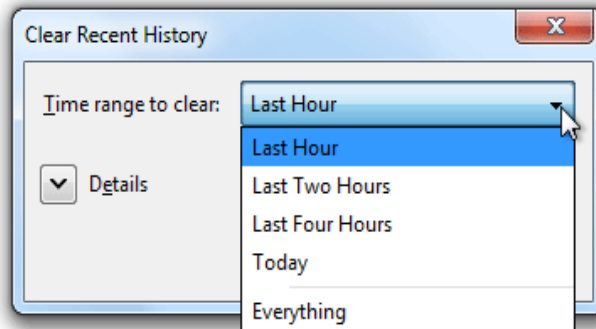 Clear Recent History
Time range to clear: Last Hour
Last Hour
Last Two Hours
Details
Last Four Hours
Today
Everything